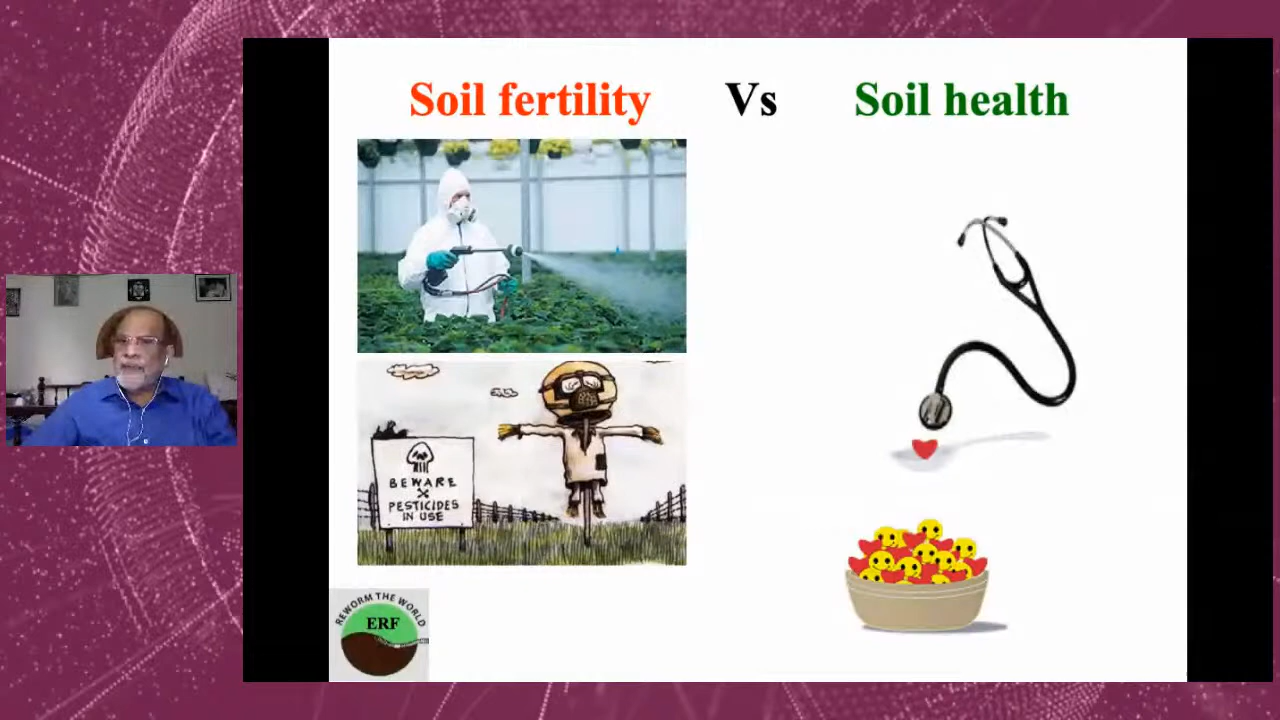 Soil fertility Vs Soil health
BEWARE
PESTICIDES
IN USE
REWORM THE WORLD
ERF